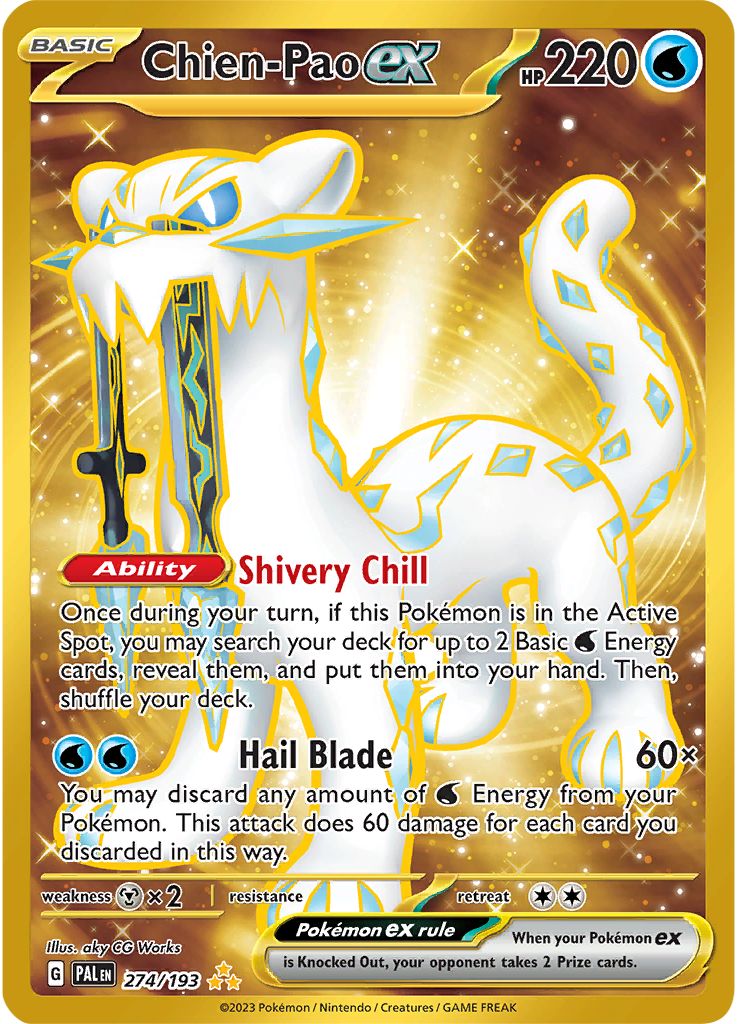 BASIC Chien-Pao ex HP 220
Ability Shivery Chill
Once during your turn, if this Pokémon is in the Active
Spot, you may search your deck for up to 2 Basic Energy
cards, reveal them, and put them into your hand. Then,
shuffle your deck.
Hail Blade 60×
You may discard any amount of Energy from your
Pokémon. This attack does 60 damage for each card you
discarded in this way.
weakness ×2 resistance retreat
Illus. aky CG Works
Pokémon ex rule When your Pokémon ex
is Knocked Out, your opponent takes 2 Prize cards.
G PAL EN 274/193
©2023 Pokémon / Nintendo / Creatures / GAME FREAK